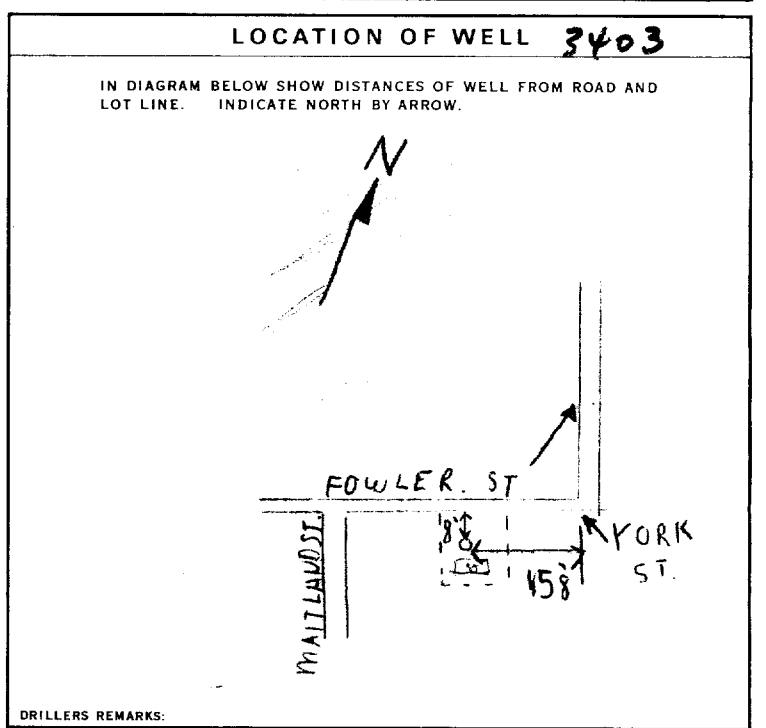 LOCATION OF WELL 3403
IN DIAGRAM BELOW SHOW DISTANCES OF WELL FROM ROAD AND
LOT LINE. INDICATE NORTH BY ARROW.
N
FOWLER. ST
MAITLAND ST.
8'
158'
YORK
ST.
DRILLERS REMARKS: